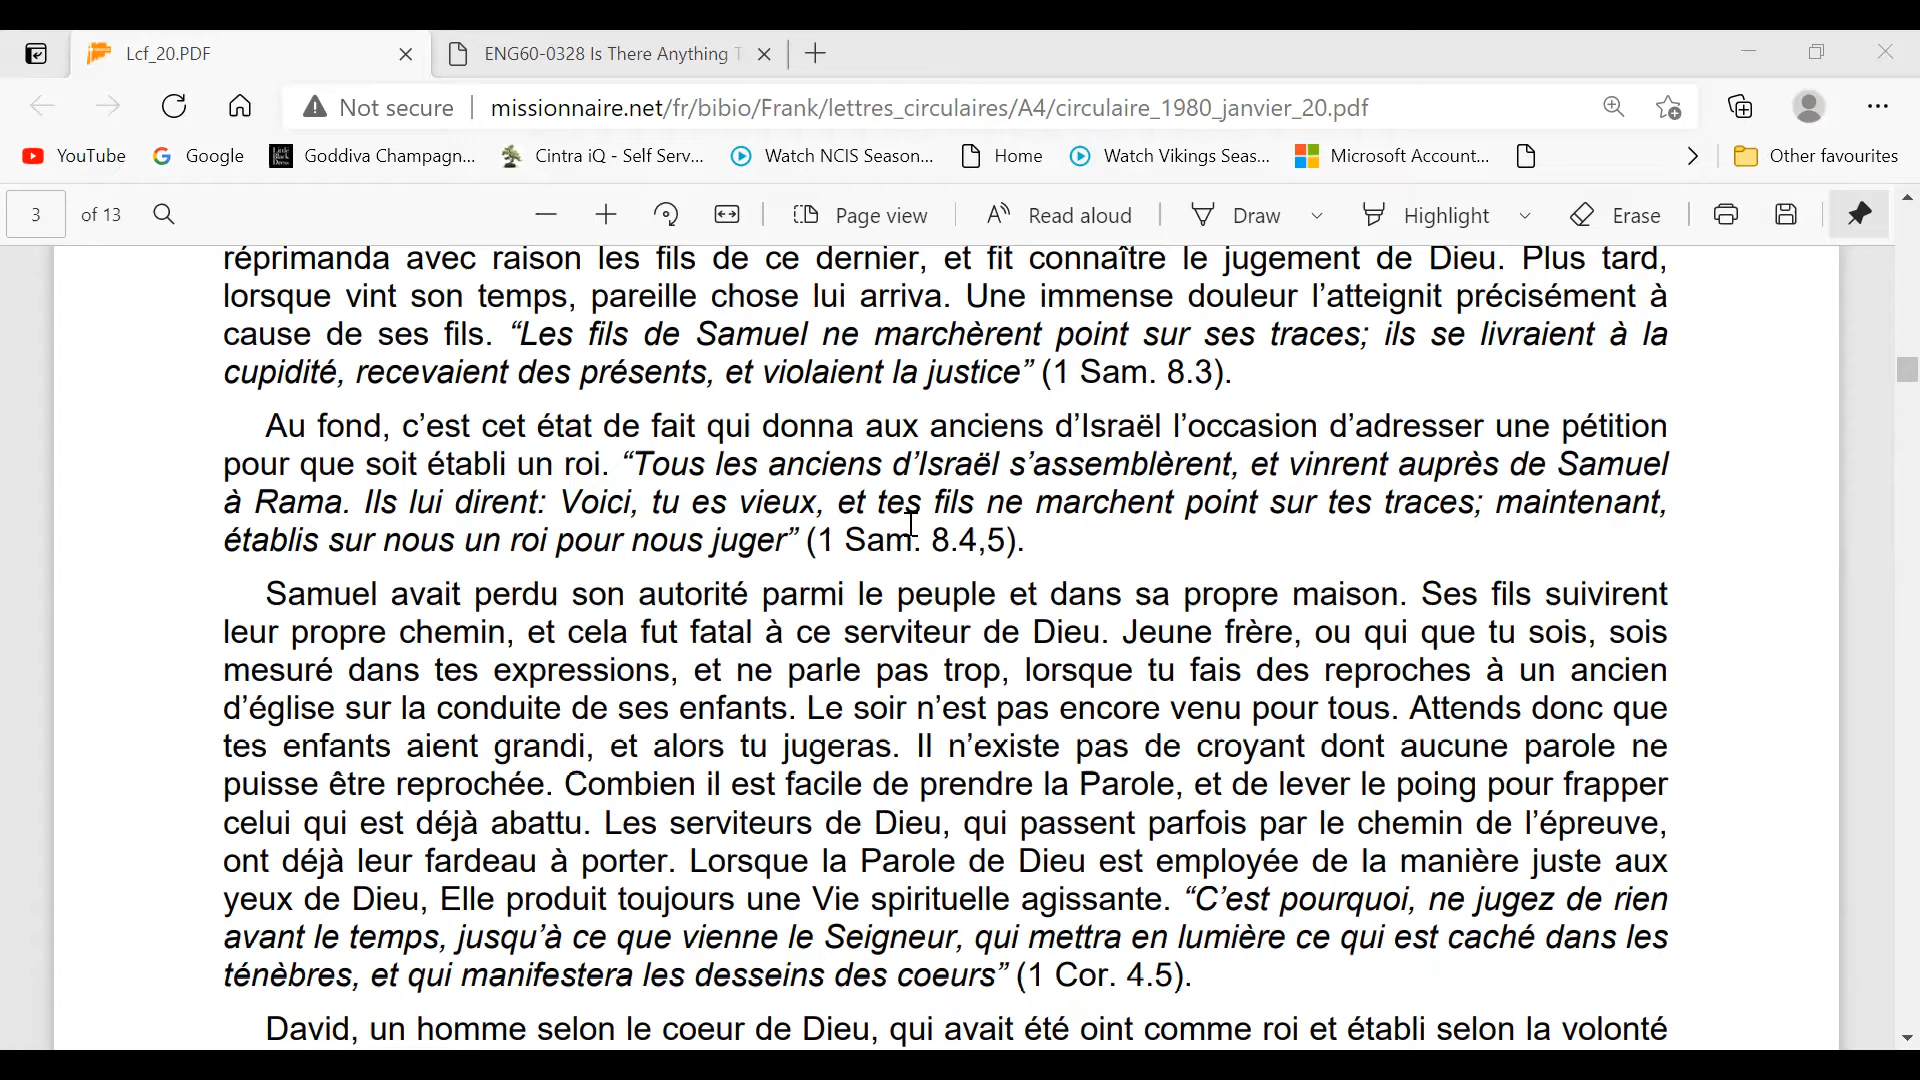 Lcf_20.PDF
ENG60-0328 Is There Anything T
Not secure
missionnaire.net/fr/bibio/Frank/lettres_circulaires/A4/circulaire_1980_janvier_20.pdf
YouTube
Google
Goddiva Champagn...
Cintra iQ - Self Serv...
Watch NCIS Season...
Home
Watch Vikings Seas...
Microsoft Account...
Other favourites
3 of 13
Page view
Read aloud
Draw
Highlight
Erase
réprimanda avec raison les fils de ce dernier, et fit connaître le jugement de Dieu. Plus tard,
lorsque vint son temps, pareille chose lui arriva. Une immense douleur l’atteignit précisément à
cause de ses fils. “Les fils de Samuel ne marchèrent point sur ses traces; ils se livraient à la
cupidité, recevaient des présents, et violaient la justice” (1 Sam. 8.3).
Au fond, c’est cet état de fait qui donna aux anciens d’Israël l’occasion d’adresser une pétition
pour que soit établi un roi. “Tous les anciens d’Israël s’assemblèrent, et vinrent auprès de Samuel
à Rama. Ils lui dirent: Voici, tu es vieux, et tes fils ne marchent point sur tes traces; maintenant,
établis sur nous un roi pour nous juger” (1 Sam. 8.4,5).
Samuel avait perdu son autorité parmi le peuple et dans sa propre maison. Ses fils suivirent
leur propre chemin, et cela fut fatal à ce serviteur de Dieu. Jeune frère, ou qui que tu sois, sois
mesuré dans tes expressions, et ne parle pas trop, lorsque tu fais des reproches à un ancien
d’église sur la conduite de ses enfants. Le soir n’est pas encore venu pour tous. Attends donc que
tes enfants aient grandi, et alors tu jugeras. Il n’existe pas de croyant dont aucune parole ne
puisse être reprochée. Combien il est facile de prendre la Parole, et de lever le poing pour frapper
celui qui est déjà abattu. Les serviteurs de Dieu, qui passent parfois par le chemin de l’épreuve,
ont déjà leur fardeau à porter. Lorsque la Parole de Dieu est employée de la manière juste aux
yeux de Dieu, Elle produit toujours une Vie spirituelle agissante. “C’est pourquoi, ne jugez de rien
avant le temps, jusqu’à ce que vienne le Seigneur, qui mettra en lumière ce qui est caché dans les
ténèbres, et qui manifestera les desseins des coeurs” (1 Cor. 4.5).
David, un homme selon le coeur de Dieu, qui avait été oint comme roi et établi selon la volonté